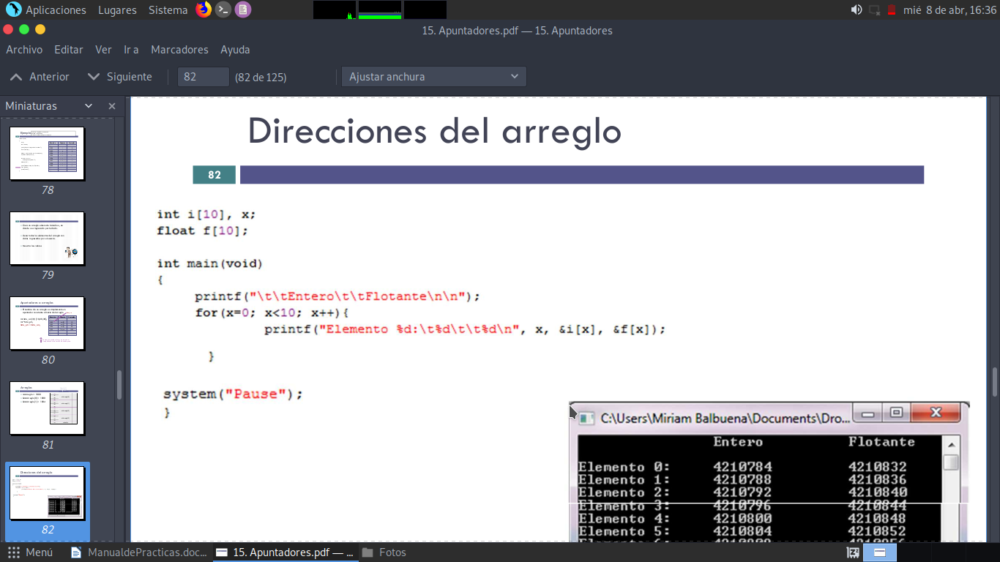 Aplicaciones Lugares Sistema mié 8 de abr, 16:36
15. Apuntadores.pdf — 15. Apuntadores
Archivo Editar Ver Ir a Marcadores Ayuda
Anterior Siguiente 82 (82 de 125) Ajustar anchura
Miniaturas
78
79
80
81
82
Direcciones del arreglo
82
int i[10], x;
float f[10];
int main(void)
{
printf("\t\tEntero\t\tFlotante\n\n");
for(x=0; x<10; x++){
printf("Elemento %d:\t%d\t\t%d\n", x, &i[x], &f[x]);
}
system("Pause");
}
C:\Users\Miriam Balbuena\Documents\Dro...
Entero Flotante
Elemento 0: 4210784 4210832
Elemento 1: 4210788 4210836
Elemento 2: 4210792 4210840
Elemento 3: 4210796 4210844
Elemento 4: 4210800 4210848
Elemento 5: 4210804 4210852
Menú ManualdePracticas.doc... 15. Apuntadores.pdf — ... Fotos